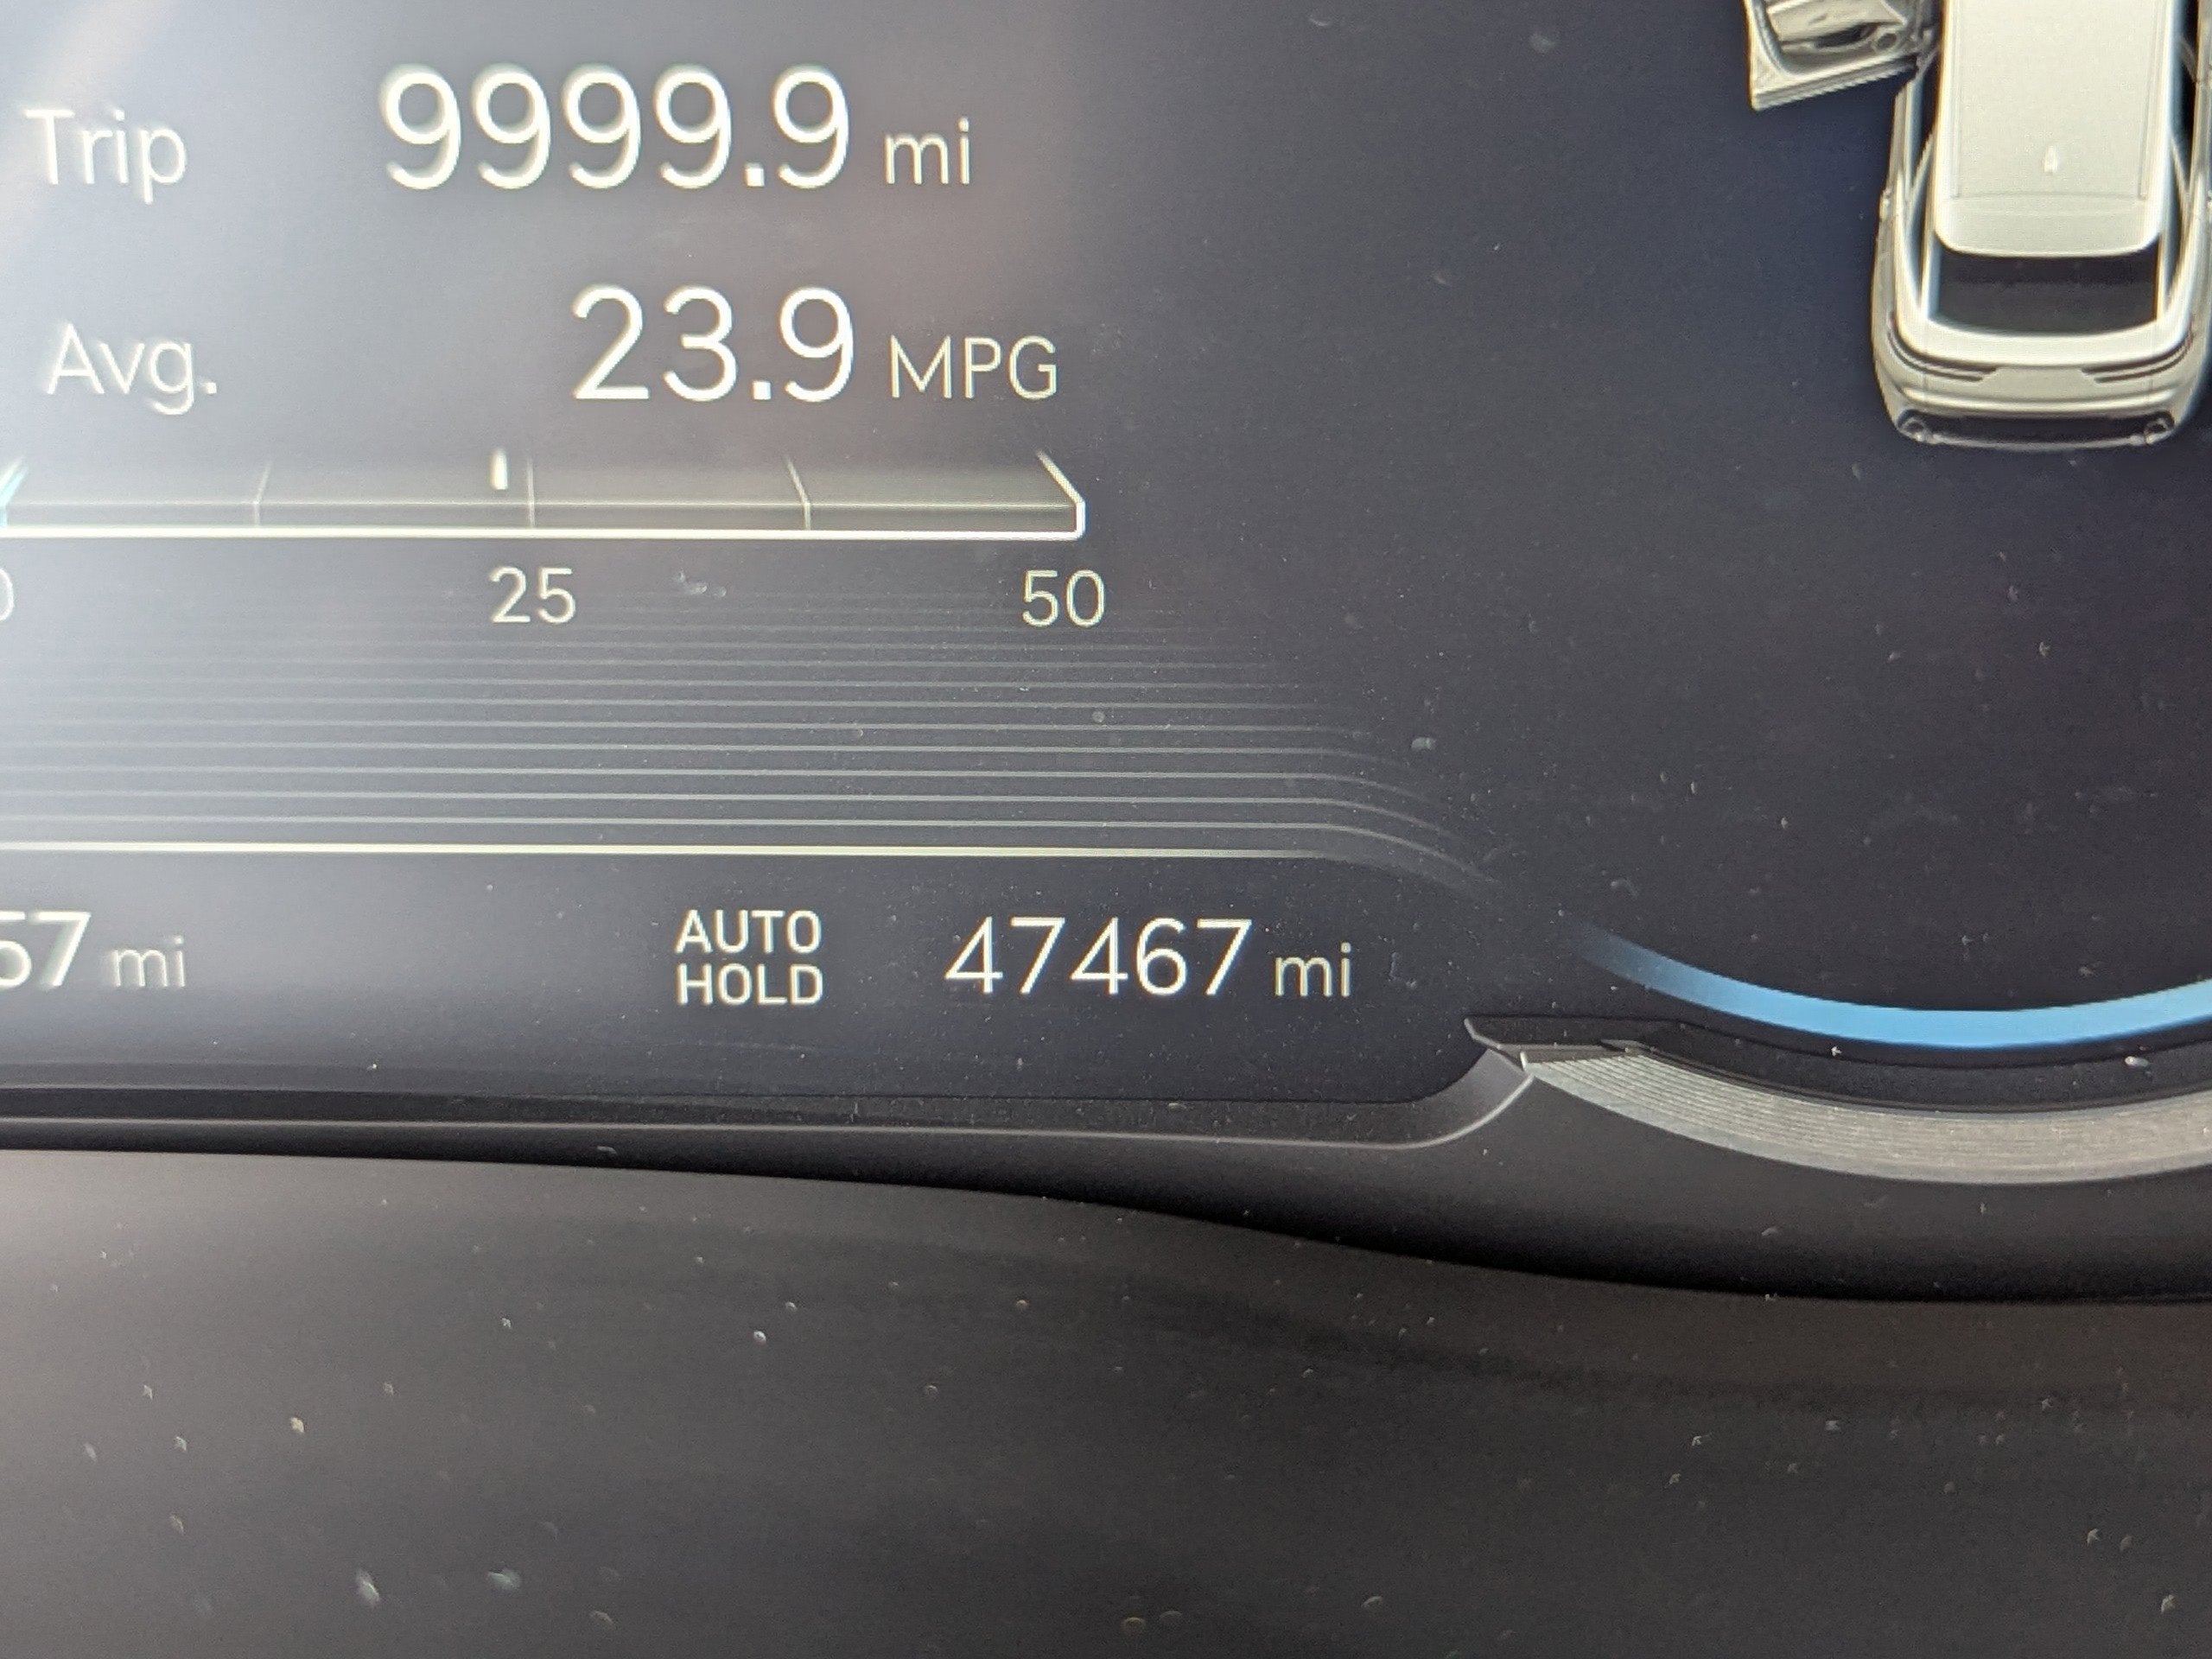 Trip 9999.9 mi
Avg. 23.9 MPG
25 50
mi AUTO HOLD 47467 mi